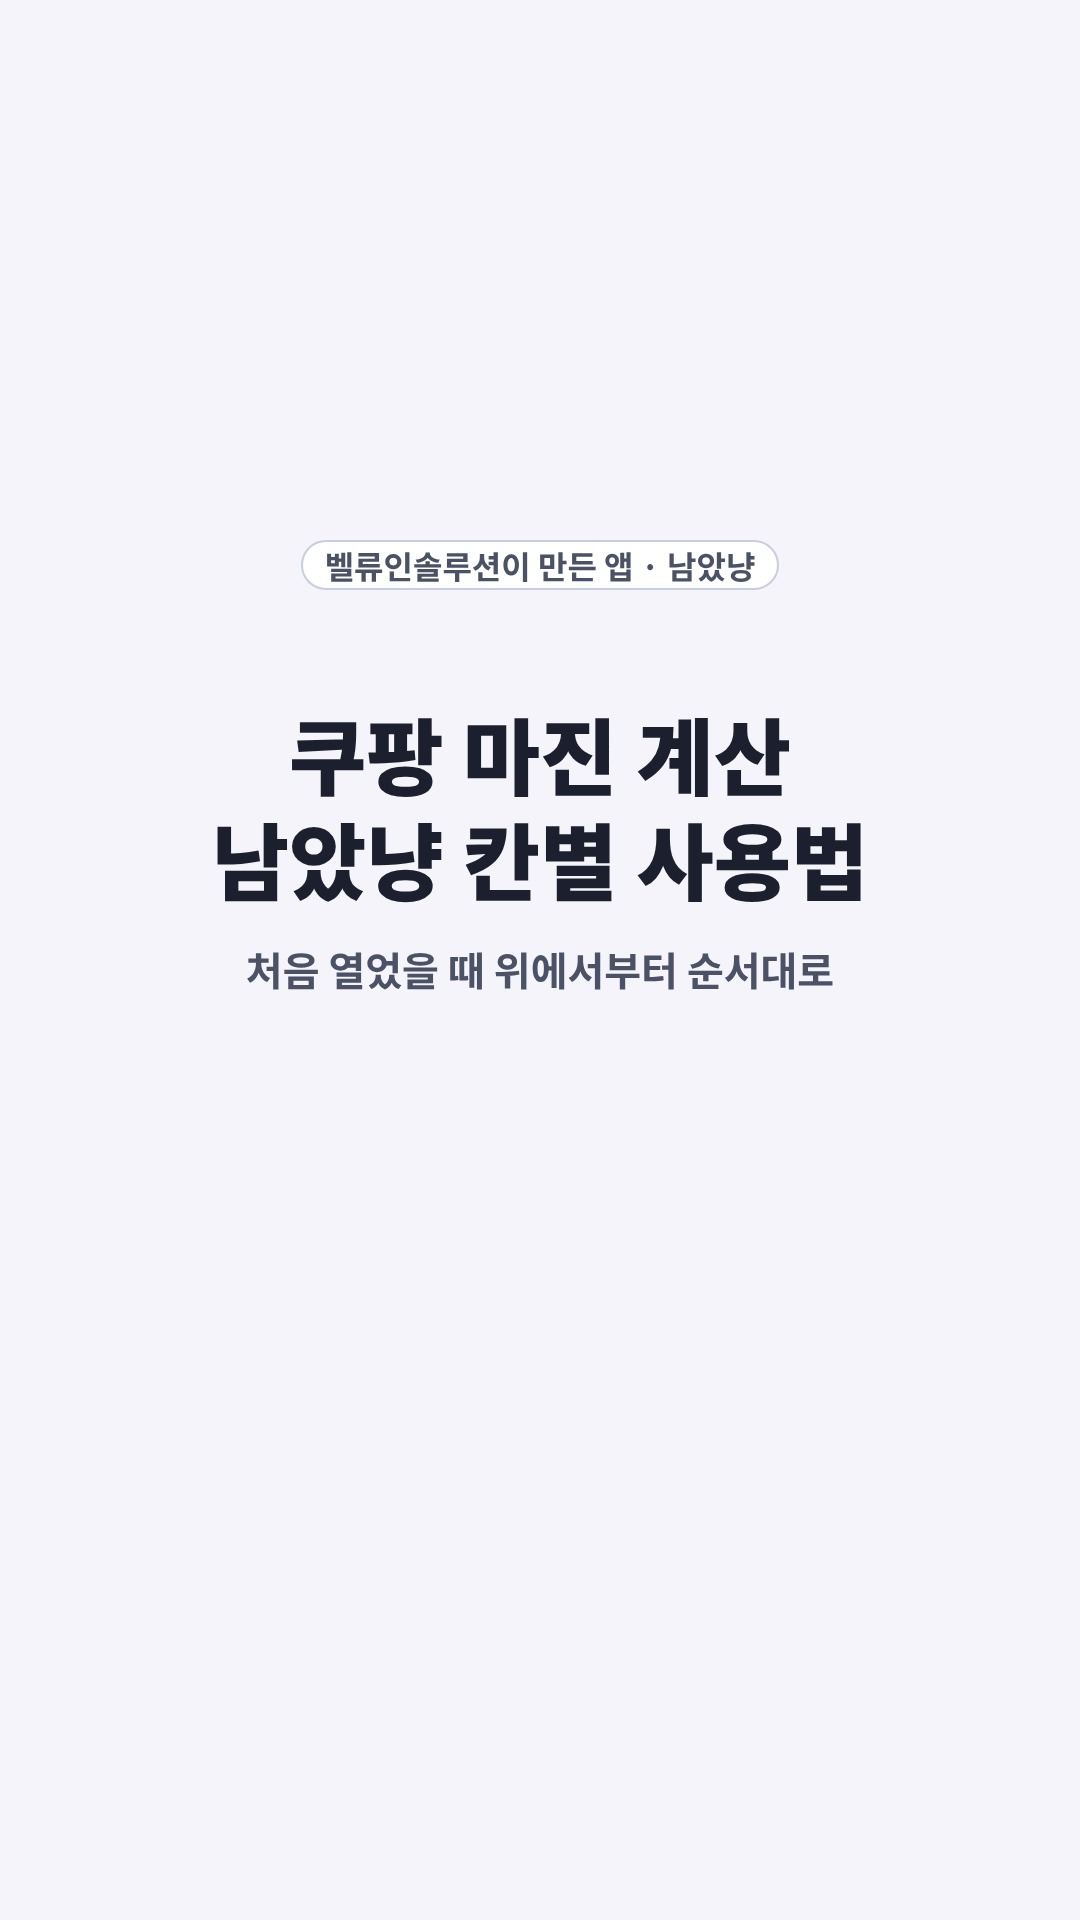 벨류인솔루션이 만든 앱 · 남았냥
쿠팡 마진 계산
남았냥 칸별 사용법
처음 열었을 때 위에서부터 순서대로